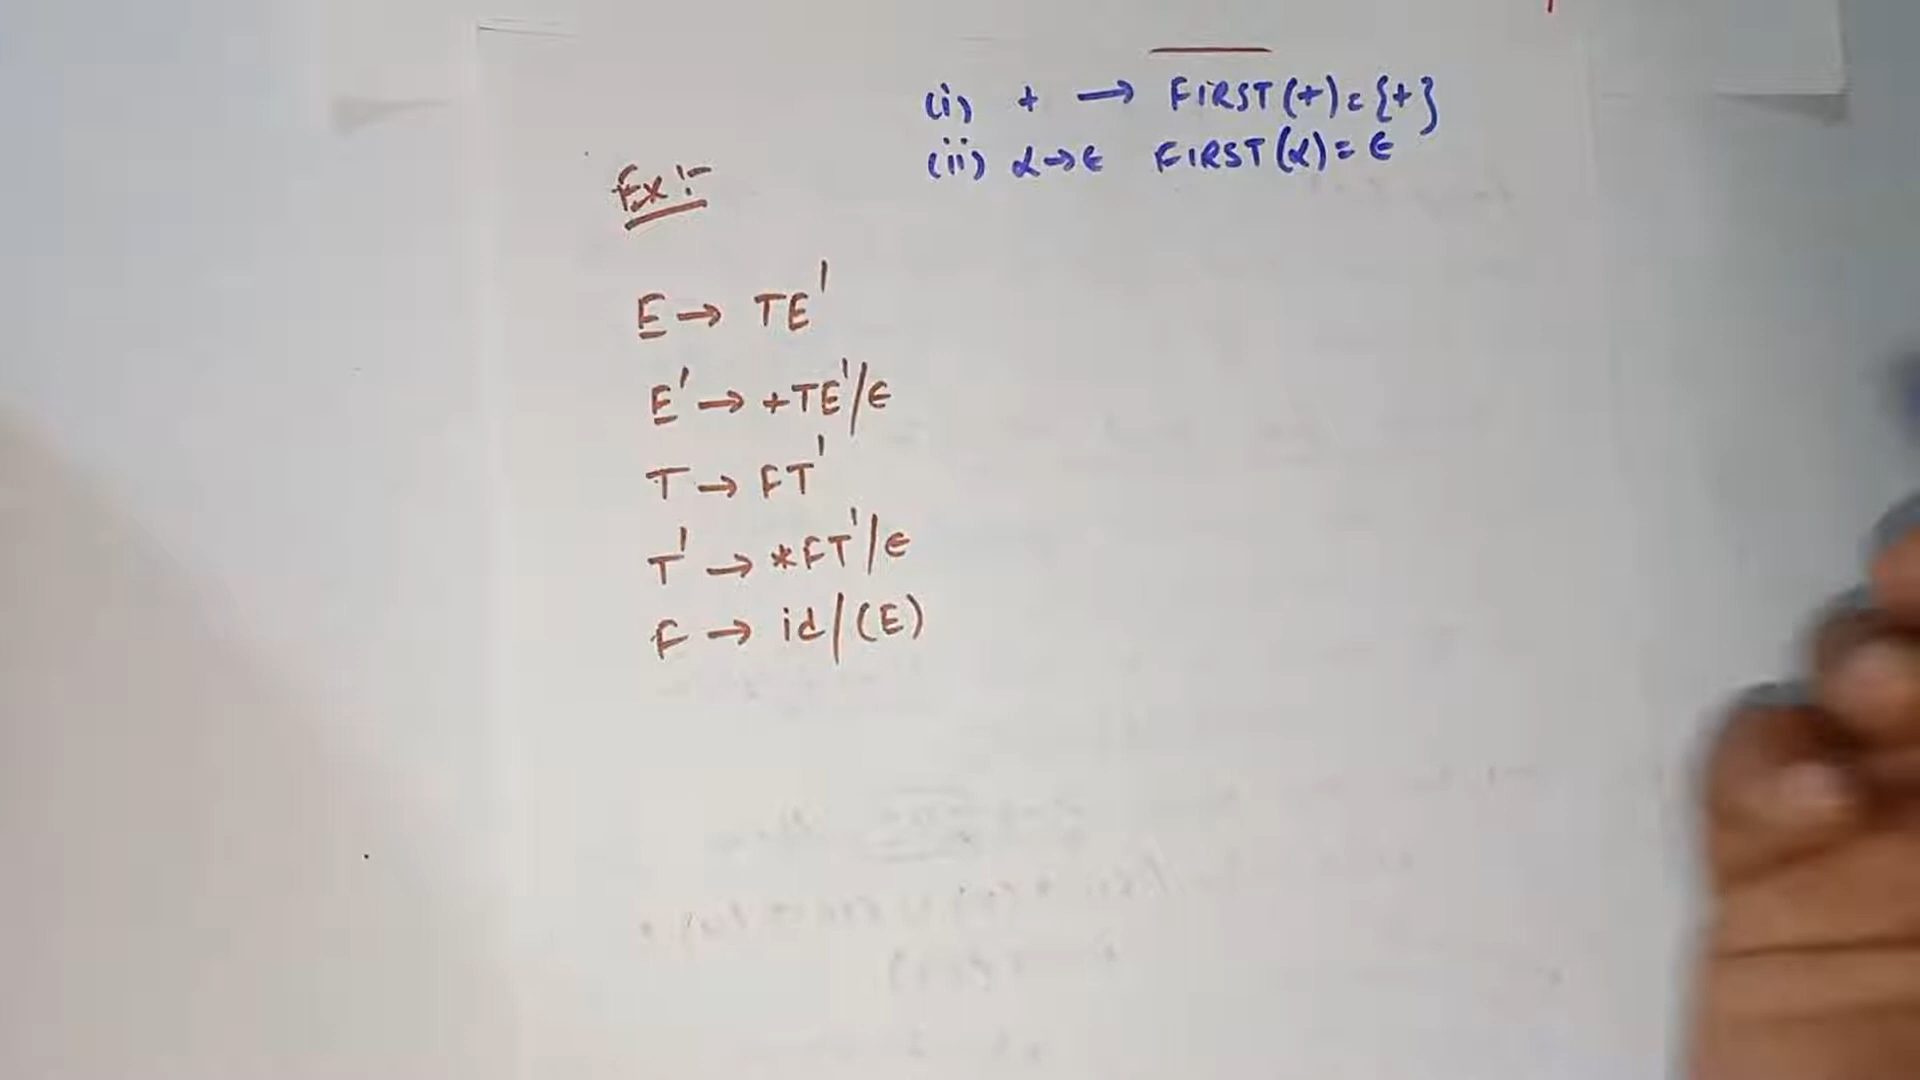 (i) + → FIRST(+) = {+}
(ii) α→ε FIRST(α) = ε
Ex:-
E → TE'
E' → +TE'/ε
T → FT'
T' → *FT'/ε
F → id/(E)